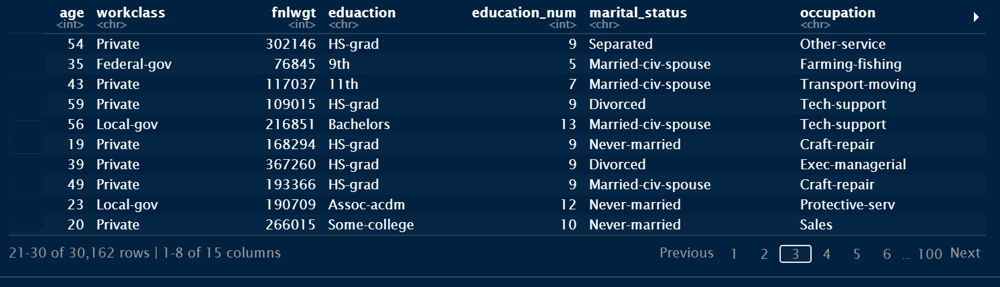 age workclass fnlwgt eduaction education_num marital_status occupation
<int> <chr> <int> <chr> <int> <chr> <chr>
54 Private 302146 HS-grad 9 Separated Other-service
35 Federal-gov 76845 9th 5 Married-civ-spouse Farming-fishing
43 Private 117037 11th 7 Married-civ-spouse Transport-moving
59 Private 109015 HS-grad 9 Divorced Tech-support
56 Local-gov 216851 Bachelors 13 Married-civ-spouse Tech-support
19 Private 168294 HS-grad 9 Never-married Craft-repair
39 Private 367260 HS-grad 9 Divorced Exec-managerial
49 Private 193366 HS-grad 9 Married-civ-spouse Craft-repair
23 Local-gov 190709 Assoc-acdm 12 Never-married Protective-serv
20 Private 266015 Some-college 10 Never-married Sales
21-30 of 30,162 rows | 1-8 of 15 columns Previous 1 2 3 4 5 6 ... 100 Next